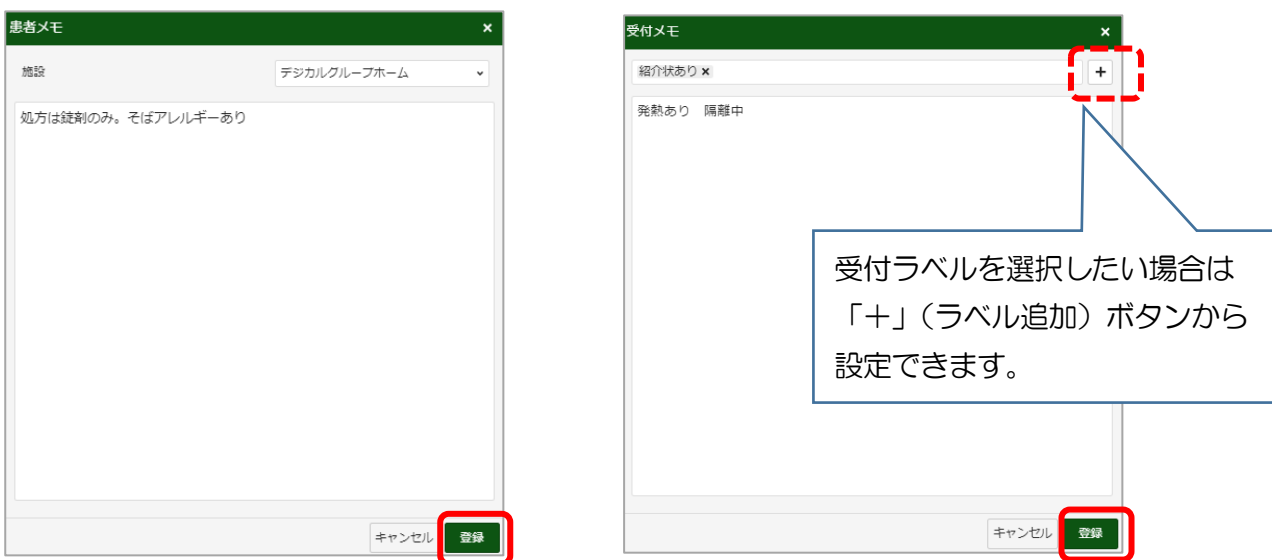 患者メモ ×
施設 デジカルグループホーム
処方は錠剤のみ。そばアレルギーあり
キャンセル 登録
受付メモ ×
紹介状あり × +
発熱あり　隔離中
受付ラベルを選択したい場合は
「＋」（ラベル追加）ボタンから
設定できます。
キャンセル 登録